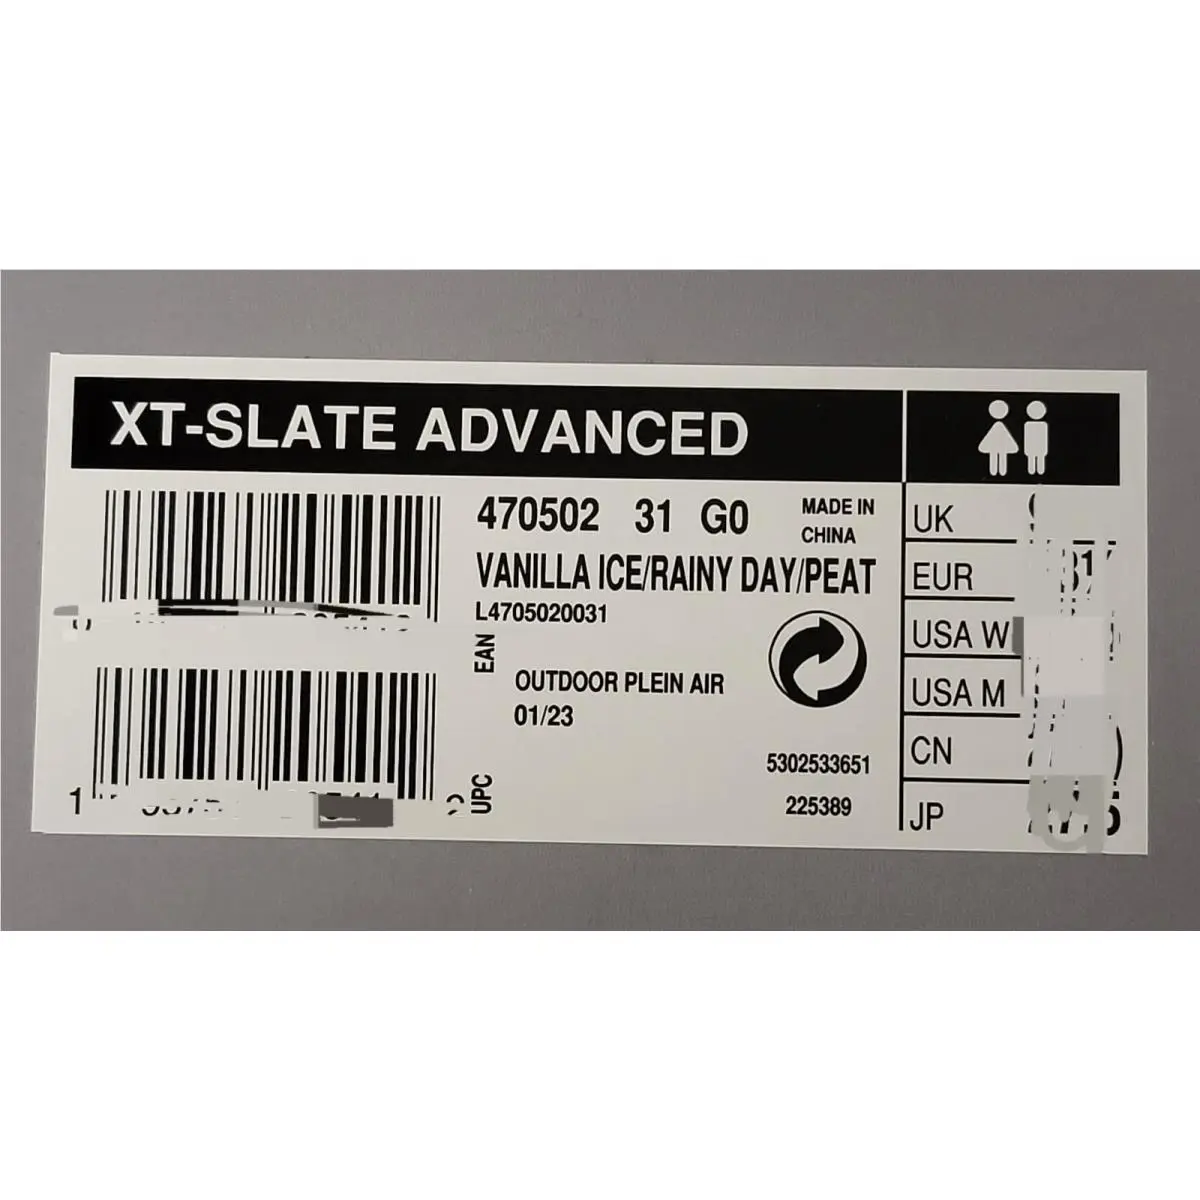 XT-SLATE ADVANCED
470502 31 G0
MADE IN
CHINA
VANILLA ICE/RAINY DAY/PEAT
L4705020031
EAN
OUTDOOR PLEIN AIR
01/23
5302533651
225389
UPC
1
UK
EUR
USA W
USA M
CN
JP